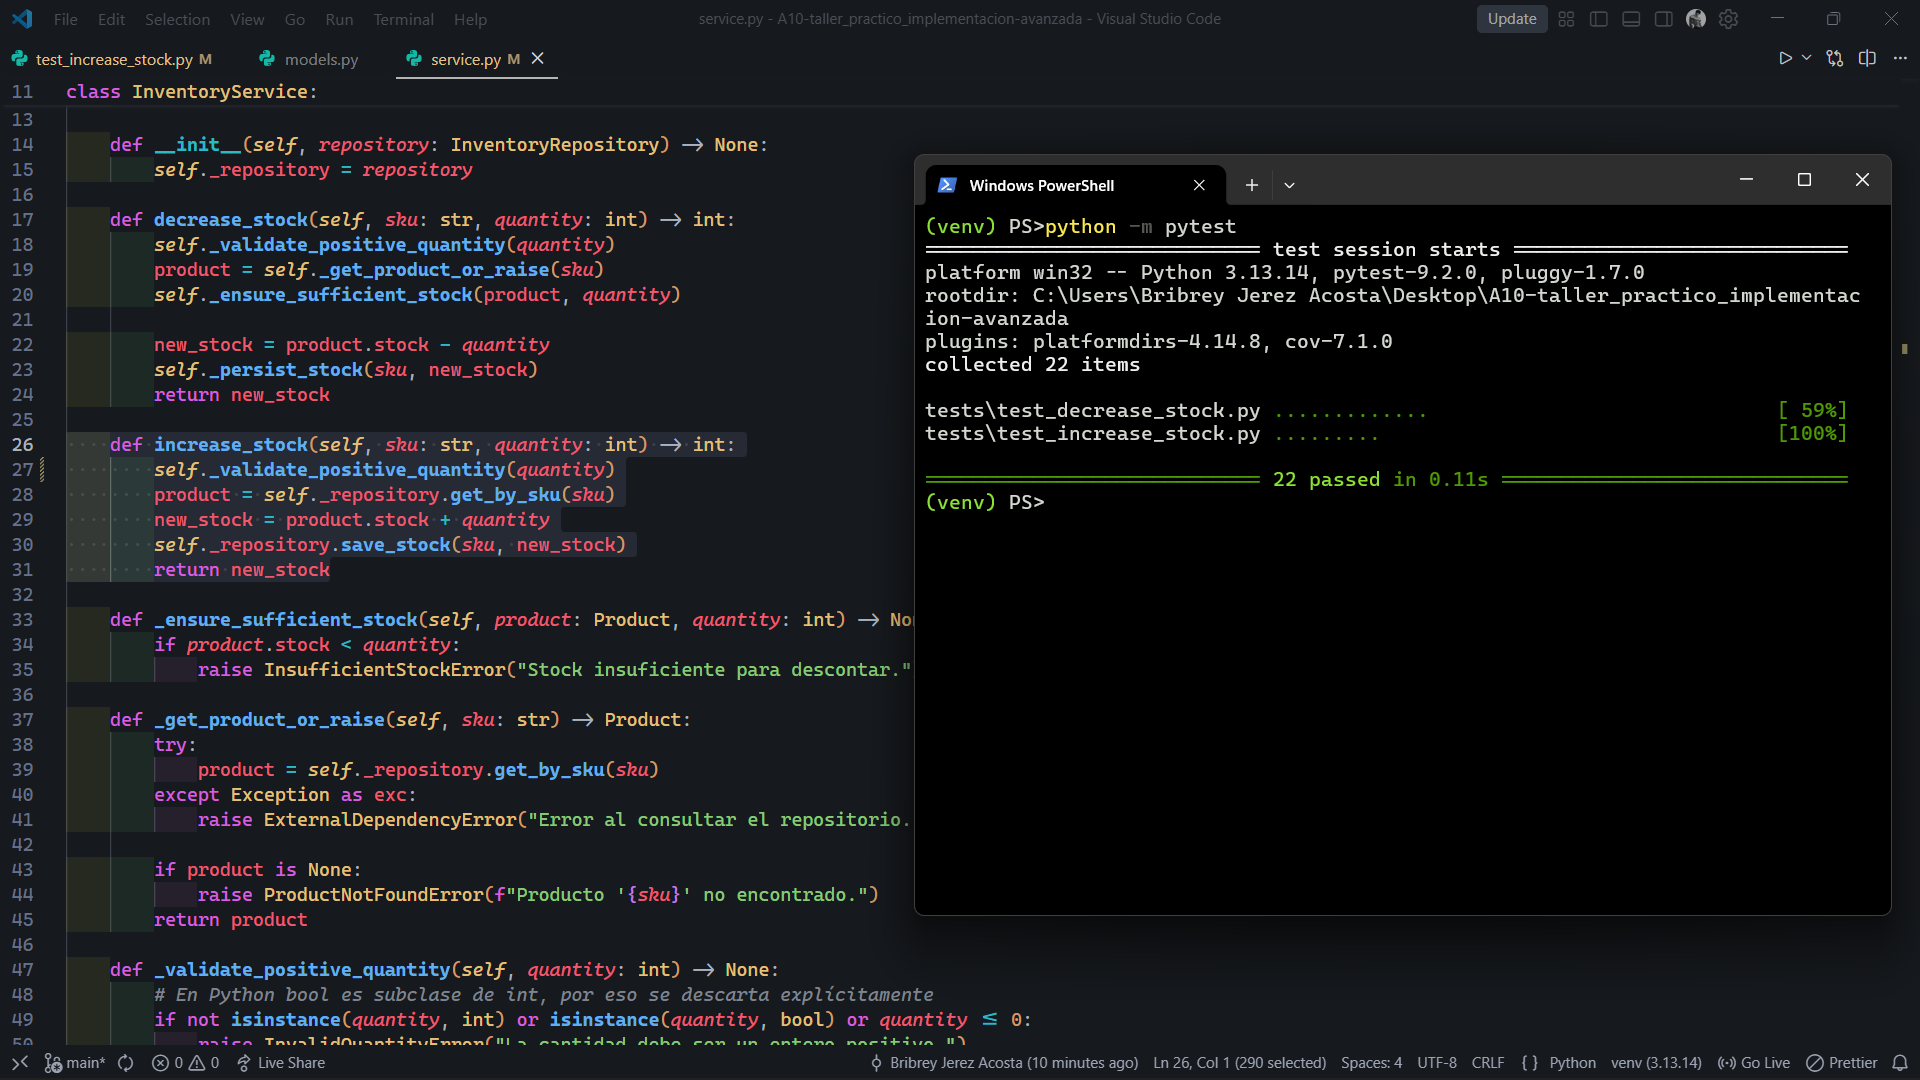 File Edit Selection View Go Run Terminal Help
service.py - A10-taller_practico_implementacion-avanzada - Visual Studio Code
Update
test_increase_stock.py M
models.py
service.py M
11 class InventoryService:
13
14 def __init__(self, repository: InventoryRepository) -> None:
15 self._repository = repository
16
17 def decrease_stock(self, sku: str, quantity: int) -> int:
18 self._validate_positive_quantity(quantity)
19 product = self._get_product_or_raise(sku)
20 self._ensure_sufficient_stock(product, quantity)
21
22 new_stock = product.stock - quantity
23 self._persist_stock(sku, new_stock)
24 return new_stock
25
26 def increase_stock(self, sku: str, quantity: int) -> int:
27 self._validate_positive_quantity(quantity)
28 product = self._repository.get_by_sku(sku)
29 new_stock = product.stock + quantity
30 self._repository.save_stock(sku, new_stock)
31 return new_stock
32
33 def _ensure_sufficient_stock(self, product: Product, quantity: int) -> No
34 if product.stock < quantity:
35 raise InsufficientStockError("Stock insuficiente para descontar."
36
37 def _get_product_or_raise(self, sku: str) -> Product:
38 try:
39 product = self._repository.get_by_sku(sku)
40 except Exception as exc:
41 raise ExternalDependencyError("Error al consultar el repositorio.
42
43 if product is None:
44 raise ProductNotFoundError(f"Producto '{sku}' no encontrado.")
45 return product
46
47 def _validate_positive_quantity(self, quantity: int) -> None:
48 # En Python bool es subclase de int, por eso se descarta explícitamente
49 if not isinstance(quantity, int) or isinstance(quantity, bool) or quantity ≤ 0:
50 raise InvalidQuantityError("La cantidad debe ser un entero positivo.")
Windows PowerShell
(venv) PS>python -m pytest
test session starts
platform win32 -- Python 3.13.14, pytest-9.2.0, pluggy-1.7.0
rootdir: C:\Users\Bribrey Jerez Acosta\Desktop\A10-taller_practico_implementac
ion-avanzada
plugins: platformdirs-4.14.8, cov-7.1.0
collected 22 items
tests\test_decrease_stock.py ............. [ 59%]
tests\test_increase_stock.py ......... [100%]
22 passed in 0.11s
(venv) PS>
main* 0 0 Live Share
Bribrey Jerez Acosta (10 minutes ago) Ln 26, Col 1 (290 selected) Spaces: 4 UTF-8 CRLF { } Python venv (3.13.14) Go Live Prettier